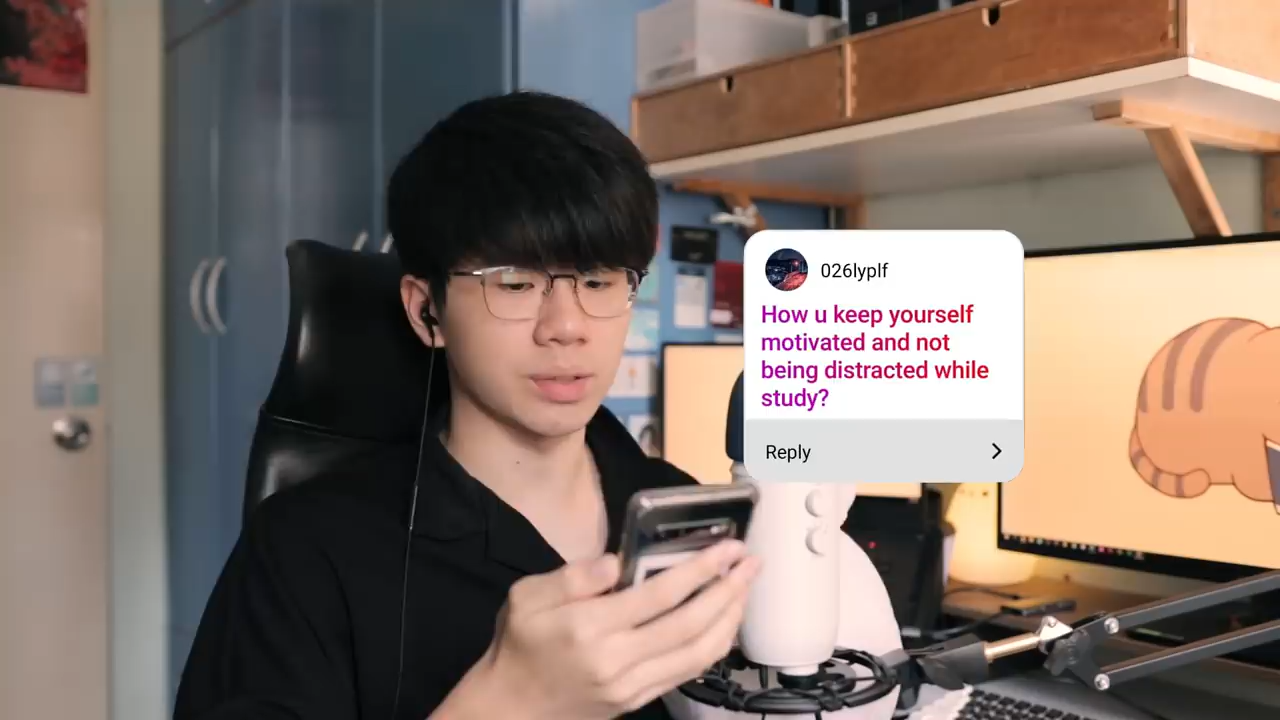 026lyplf
How u keep yourself
motivated and not
being distracted while
study?
Reply